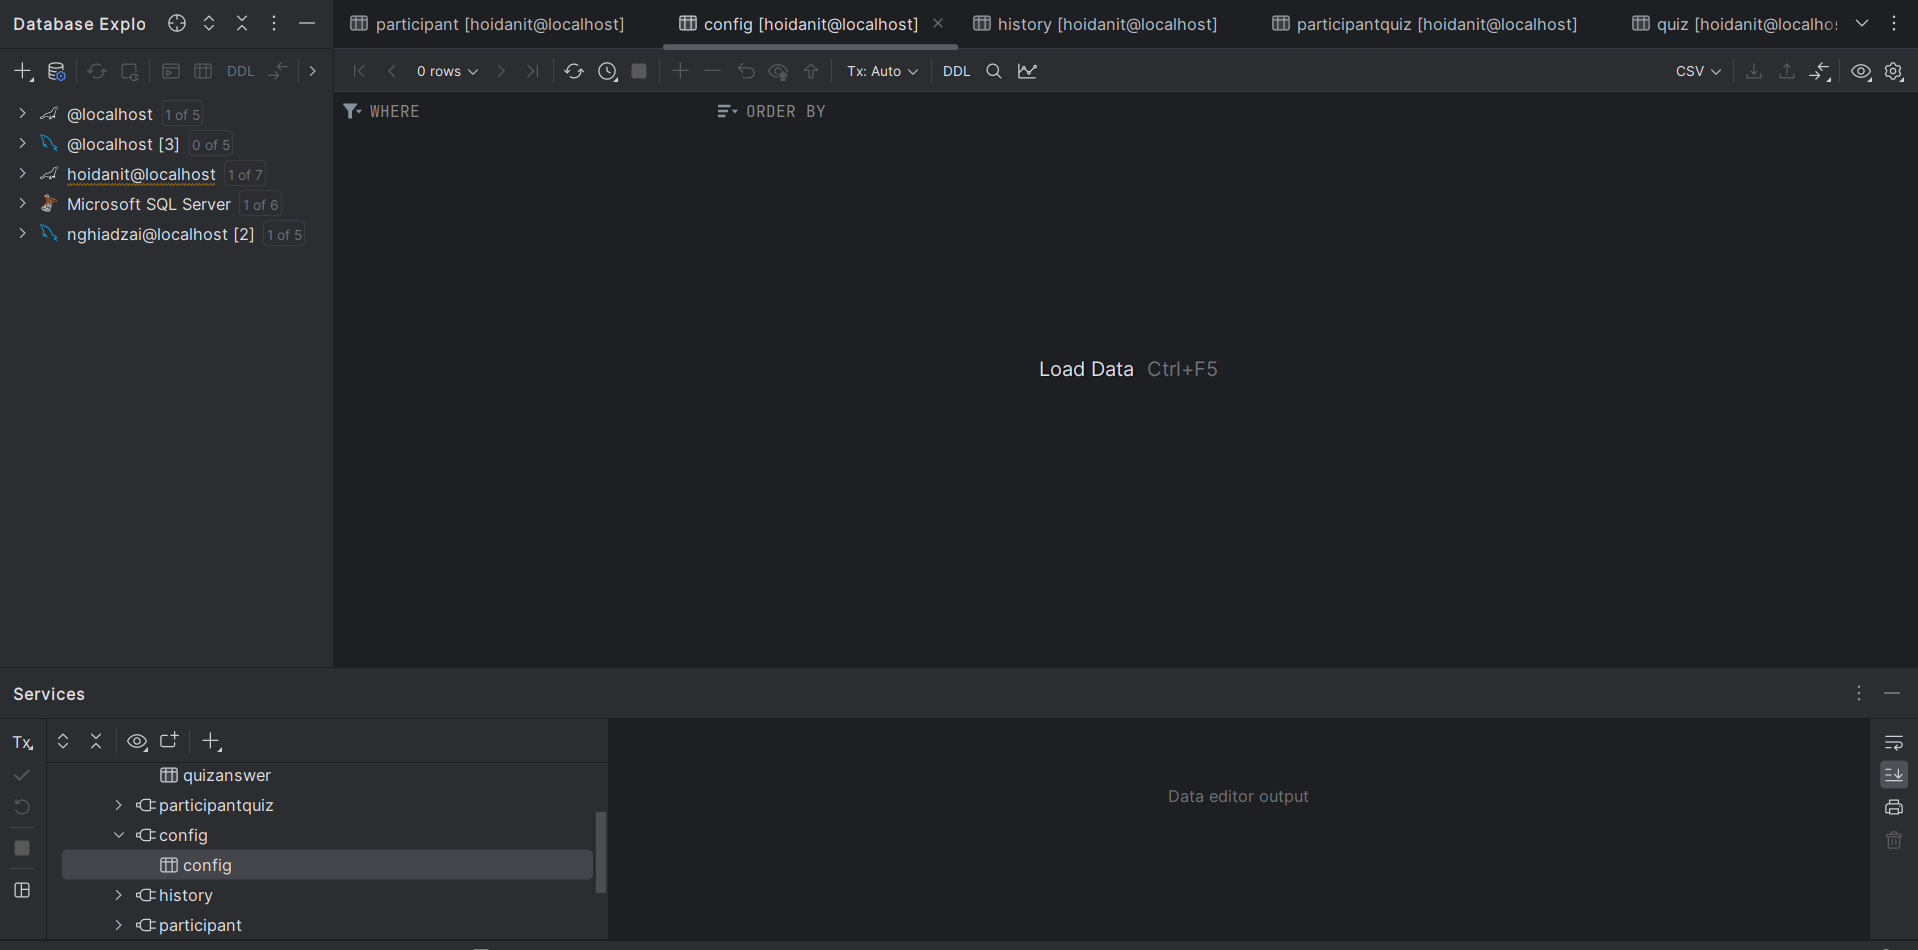 Database Explo
participant [hoidanit@localhost]
config [hoidanit@localhost]
history [hoidanit@localhost]
participantquiz [hoidanit@localhost]
quiz [hoidanit@localho
DDL
0 rows
Tx: Auto
DDL
CSV
WHERE
ORDER BY
@localhost 1 of 5
@localhost [3] 0 of 5
hoidanit@localhost 1 of 7
Microsoft SQL Server 1 of 6
nghiadzai@localhost [2] 1 of 5
Load Data Ctrl+F5
Services
Tx
quizanswer
participantquiz
config
config
history
participant
Data editor output